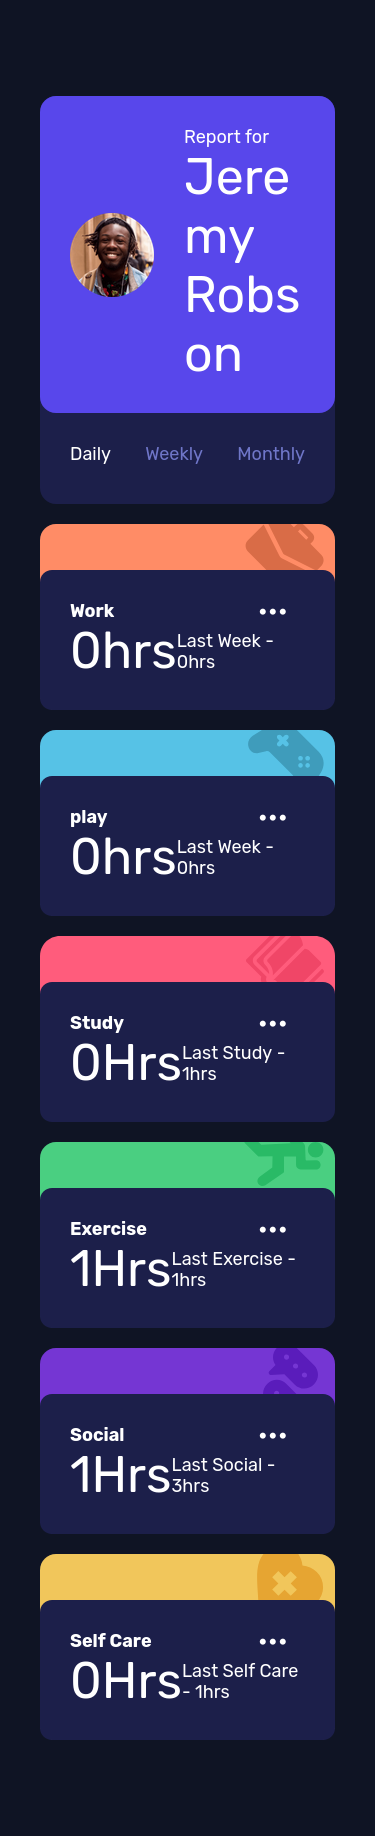 Report for
Jere
my
Robs
on
Daily Weekly Monthly
Work
0hrs Last Week -
0hrs
play
0hrs Last Week -
0hrs
Study
0Hrs Last Study -
1hrs
Exercise
1Hrs Last Exercise -
1hrs
Social
1Hrs Last Social -
3hrs
Self Care
0Hrs Last Self Care
- 1hrs